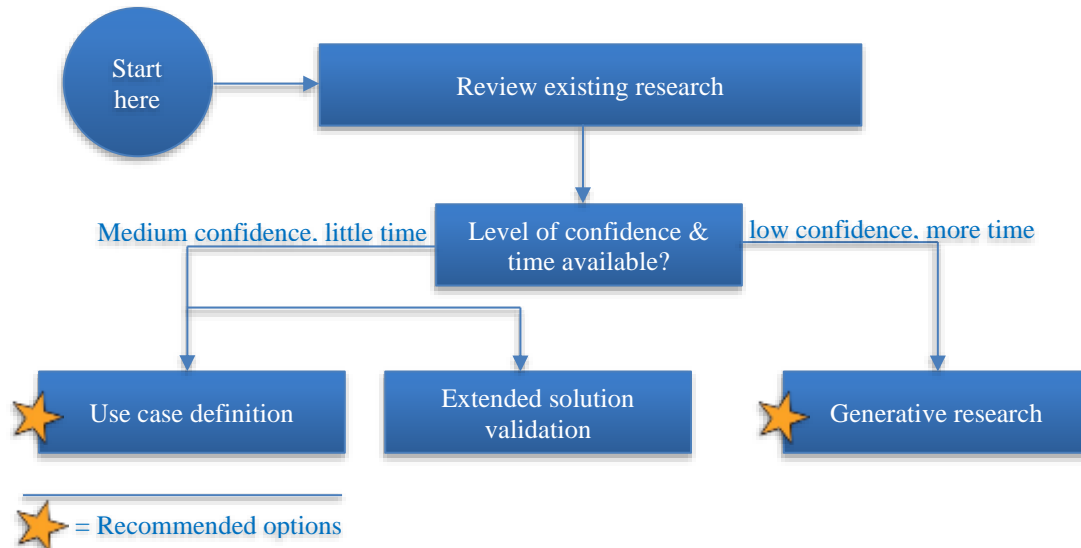 Start
here
Review existing research
Medium confidence, little time
Level of confidence &
time available?
low confidence, more time
Use case definition
Extended solution
validation
Generative research
= Recommended options